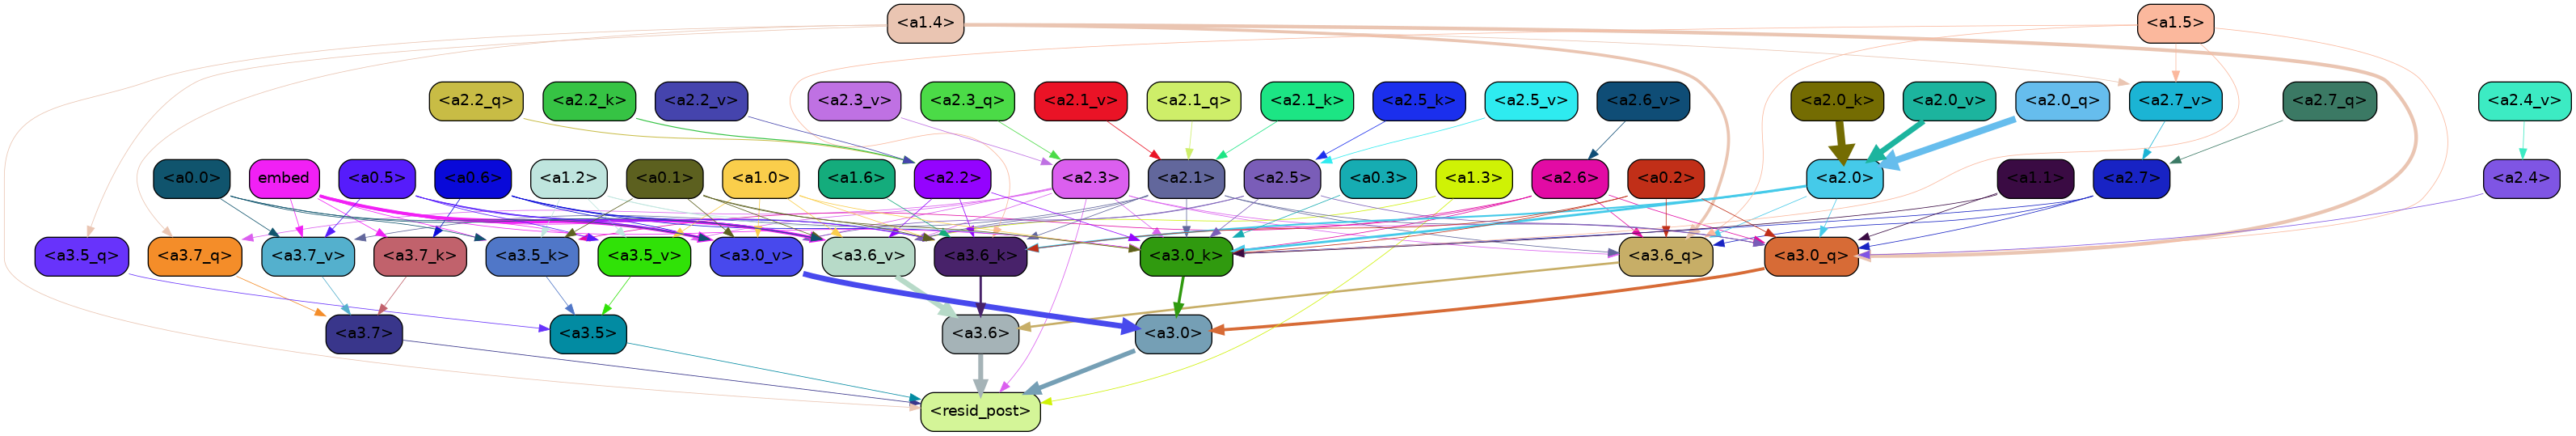 <a1.4> <a1.5>
<a2.2_q> <a2.2_k> <a2.2_v> <a2.3_v> <a2.3_q> <a2.1_v> <a2.1_q> <a2.1_k> <a2.5_k> <a2.5_v> <a2.6_v> <a2.0_k> <a2.0_v> <a2.0_q> <a2.7_v> <a2.7_q> <a2.4_v>
<a0.0> embed <a0.5> <a0.6> <a1.2> <a0.1> <a1.0> <a1.6> <a2.2> <a2.3> <a2.1> <a2.5> <a0.3> <a1.3> <a2.6> <a0.2> <a2.0> <a1.1> <a2.7> <a2.4>
<a3.5_q> <a3.7_q> <a3.7_v> <a3.7_k> <a3.5_k> <a3.5_v> <a3.0_v> <a3.6_v> <a3.6_k> <a3.0_k> <a3.6_q> <a3.0_q>
<a3.7> <a3.5> <a3.6> <a3.0>
<resid_post>